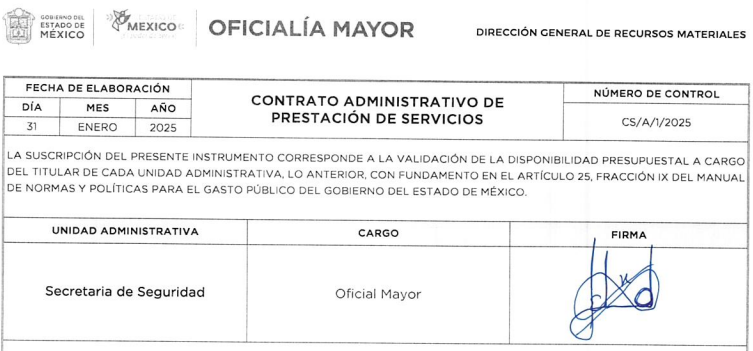 GOBIERNO DEL
ESTADO DE
MÉXICO
MÉXICO
OFICIALÍA MAYOR
DIRECCIÓN GENERAL DE RECURSOS MATERIALES
FECHA DE ELABORACIÓN
DÍA MES AÑO
31 ENERO 2025
CONTRATO ADMINISTRATIVO DE
PRESTACIÓN DE SERVICIOS
NÚMERO DE CONTROL
CS/A/1/2025
LA SUSCRIPCIÓN DEL PRESENTE INSTRUMENTO CORRESPONDE A LA VALIDACIÓN DE LA DISPONIBILIDAD PRESUPUESTAL A CARGO
DEL TITULAR DE CADA UNIDAD ADMINISTRATIVA, LO ANTERIOR, CON FUNDAMENTO EN EL ARTÍCULO 25, FRACCIÓN IX DEL MANUAL
DE NORMAS Y POLÍTICAS PARA EL GASTO PÚBLICO DEL GOBIERNO DEL ESTADO DE MÉXICO.
UNIDAD ADMINISTRATIVA CARGO FIRMA
Secretaria de Seguridad Oficial Mayor